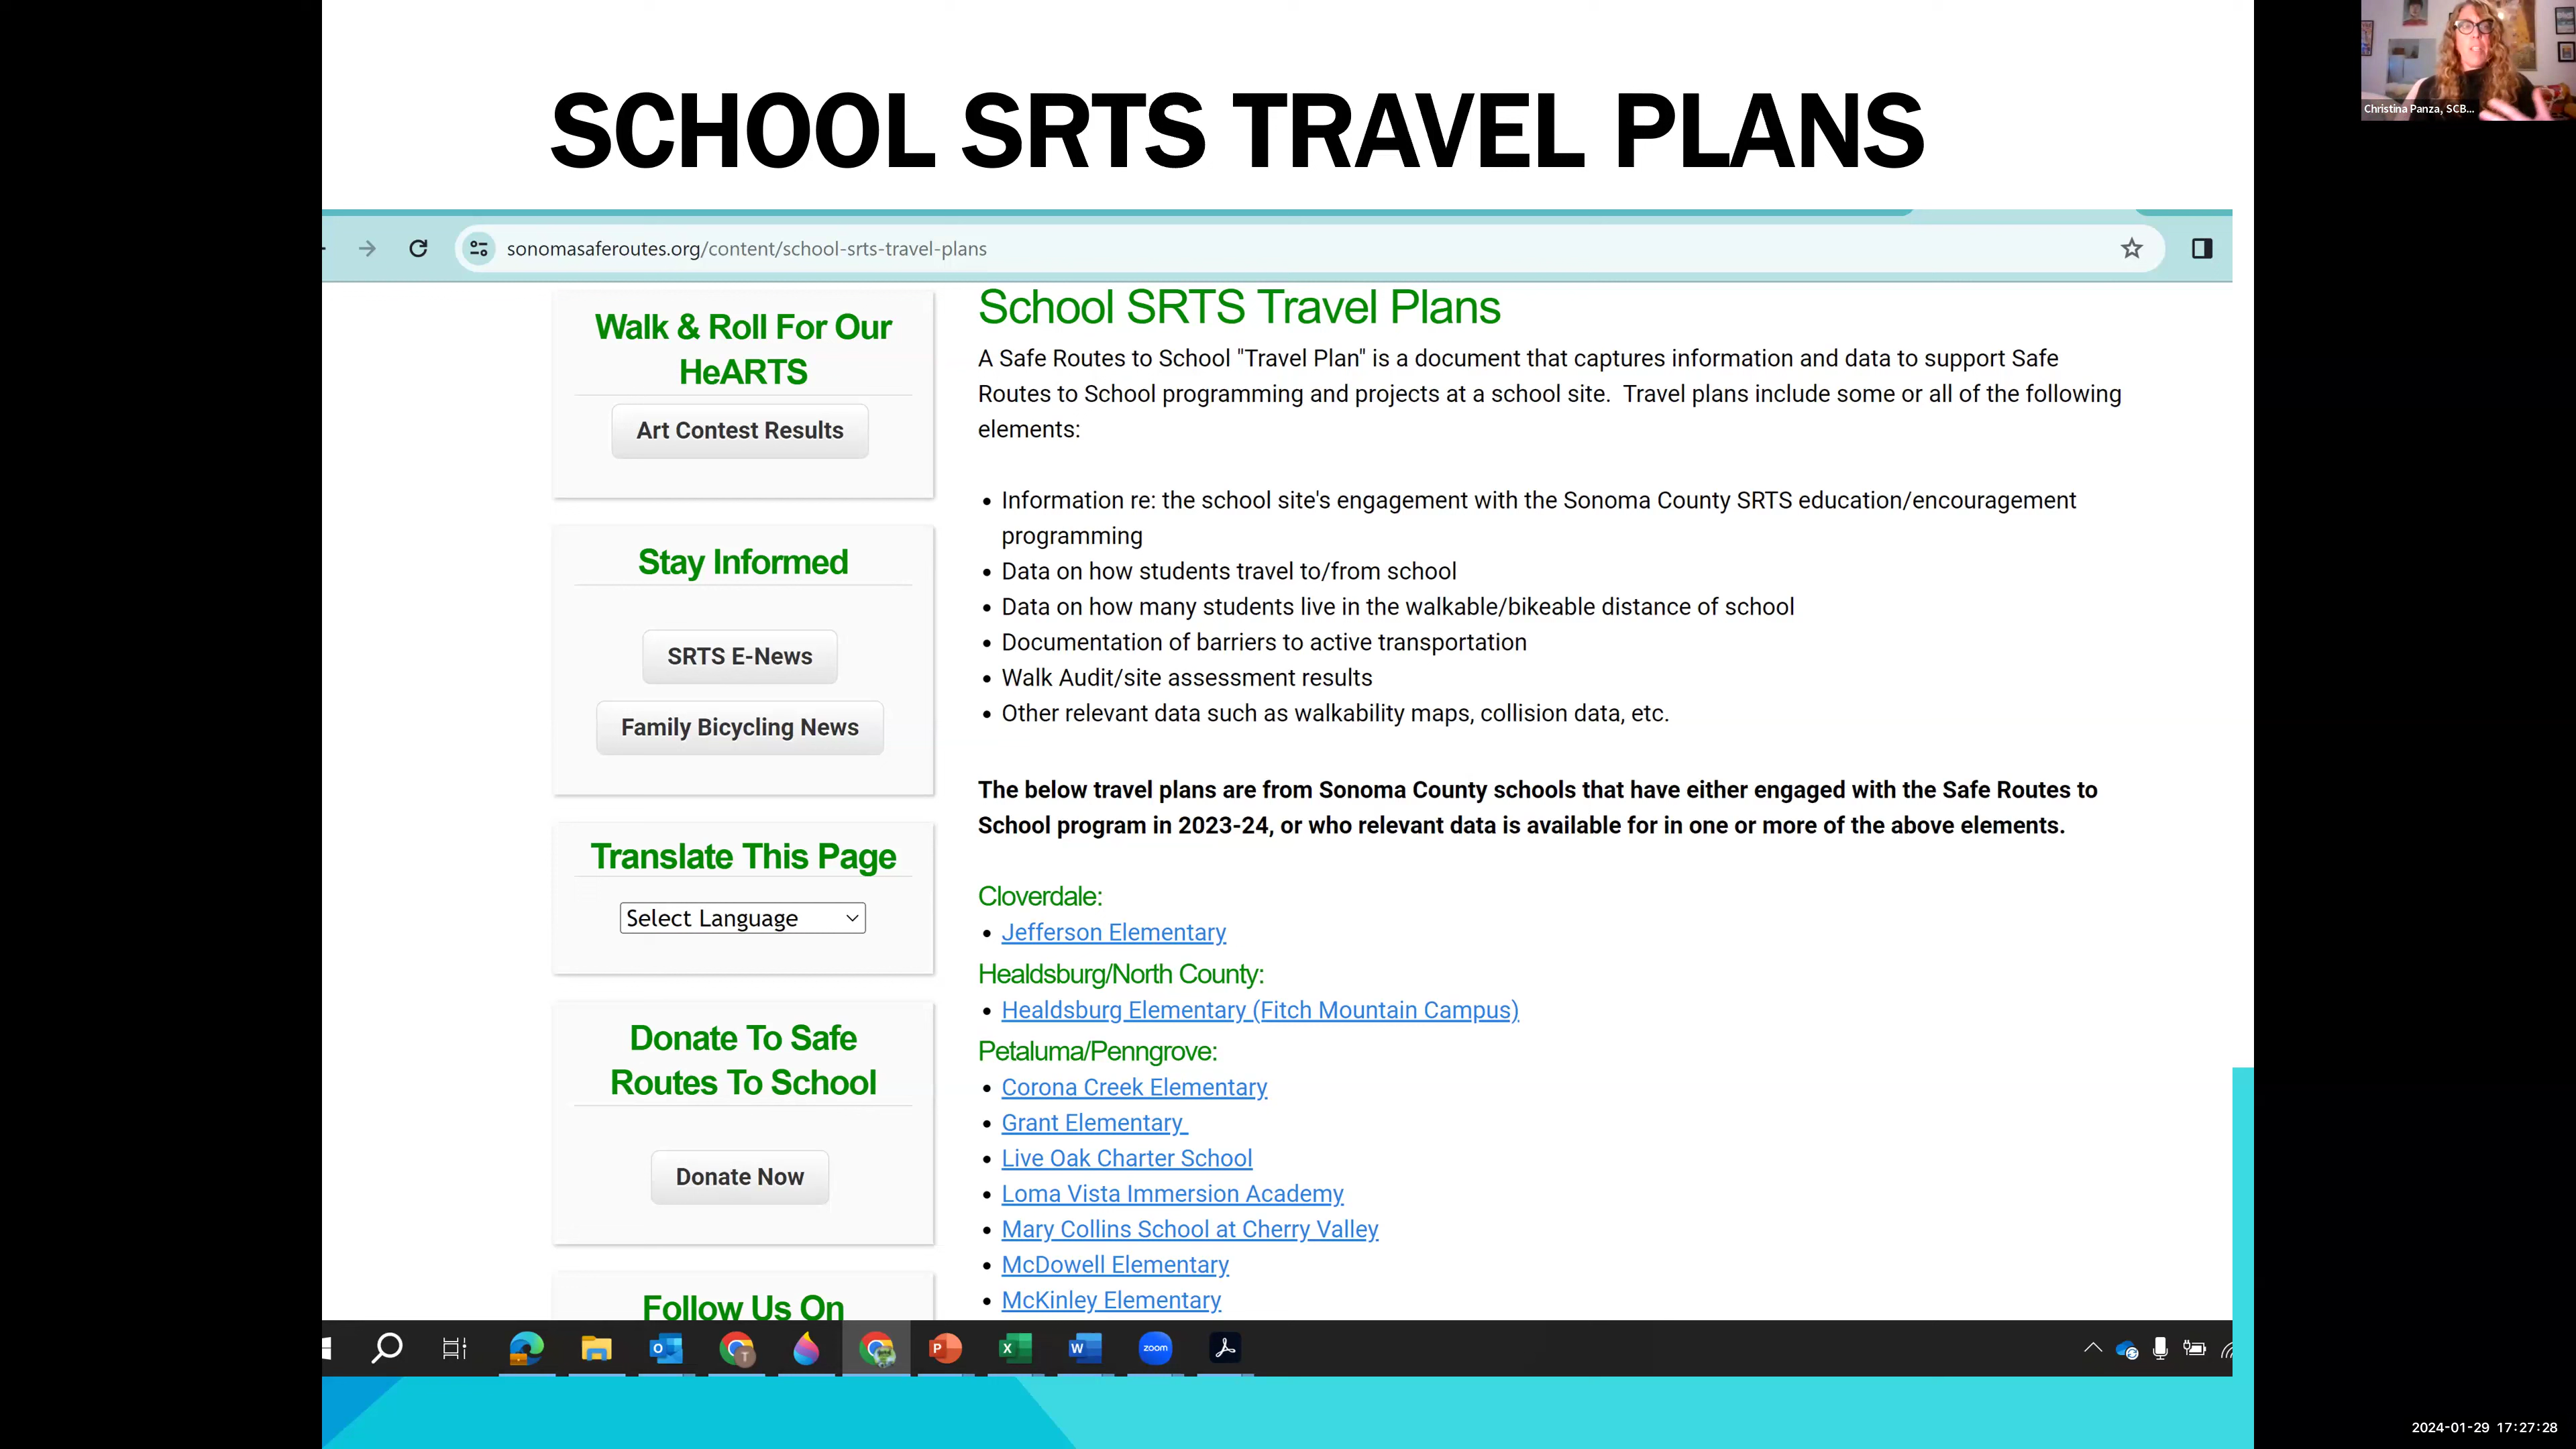 SCHOOL SRTS TRAVEL PLANS
Christina Panza, SCB...
sonomasaferoutes.org/content/school-srts-travel-plans
Walk & Roll For Our
HeARTS
Art Contest Results
Stay Informed
SRTS E-News
Family Bicycling News
Translate This Page
Select Language
Donate To Safe
Routes To School
Donate Now
Follow Us On
School SRTS Travel Plans
A Safe Routes to School "Travel Plan" is a document that captures information and data to support Safe
Routes to School programming and projects at a school site.  Travel plans include some or all of the following
elements:
• Information re: the school site's engagement with the Sonoma County SRTS education/encouragement
programming
• Data on how students travel to/from school
• Data on how many students live in the walkable/bikeable distance of school
• Documentation of barriers to active transportation
• Walk Audit/site assessment results
• Other relevant data such as walkability maps, collision data, etc.
The below travel plans are from Sonoma County schools that have either engaged with the Safe Routes to
School program in 2023-24, or who relevant data is available for in one or more of the above elements.
Cloverdale:
• Jefferson Elementary
Healdsburg/North County:
• Healdsburg Elementary (Fitch Mountain Campus)
Petaluma/Penngrove:
• Corona Creek Elementary
• Grant Elementary
• Live Oak Charter School
• Loma Vista Immersion Academy
• Mary Collins School at Cherry Valley
• McDowell Elementary
• McKinley Elementary
O
T
P
X
W
zoom
2024-01-29 17:27:28